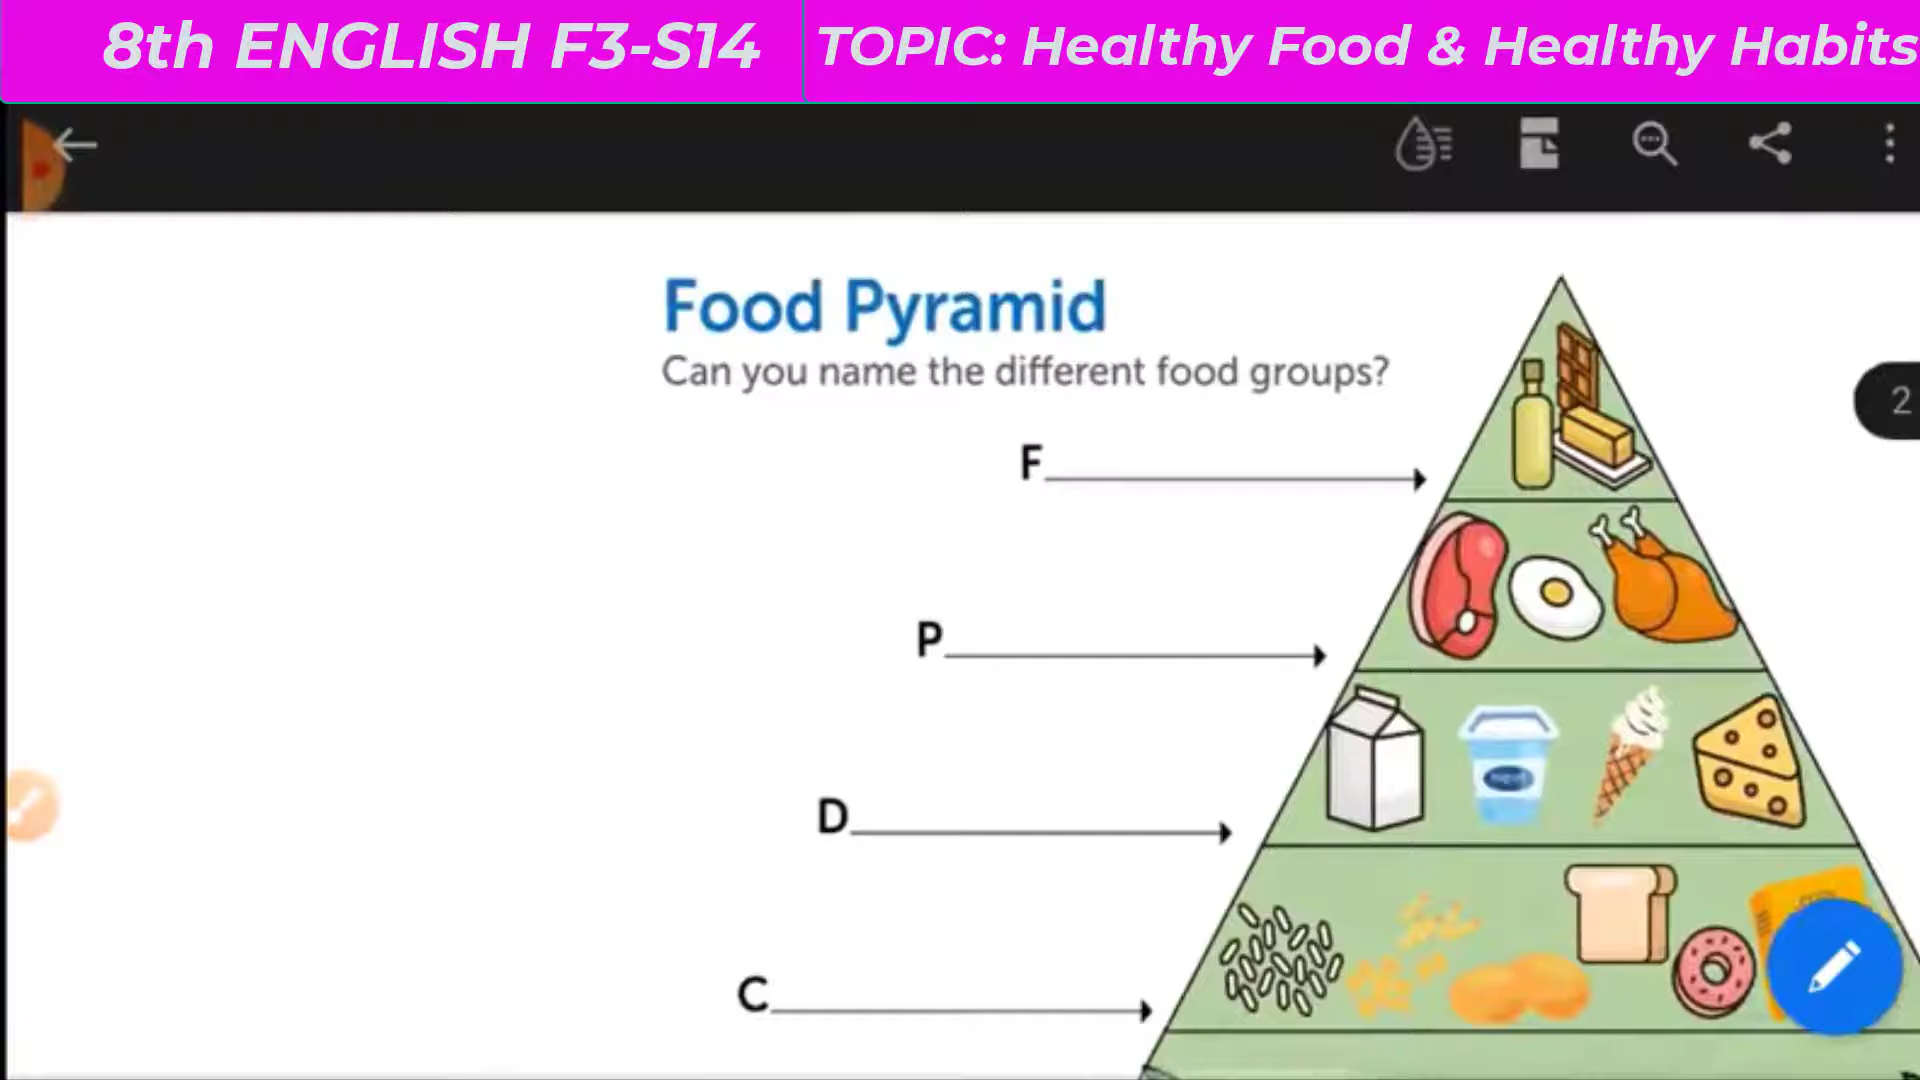 8th ENGLISH F3-S14
TOPIC: Healthy Food & Healthy Habits
2
Food Pyramid
Can you name the different food groups?
F
P
D
C